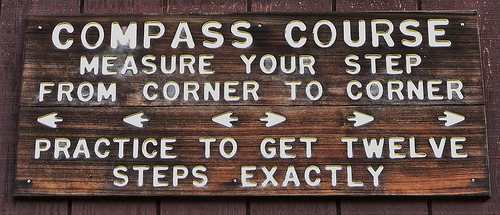 COMPASS COURSE
MEASURE YOUR STEP
FROM CORNER TO CORNER
PRACTICE TO GET TWELVE
STEPS EXACTLY